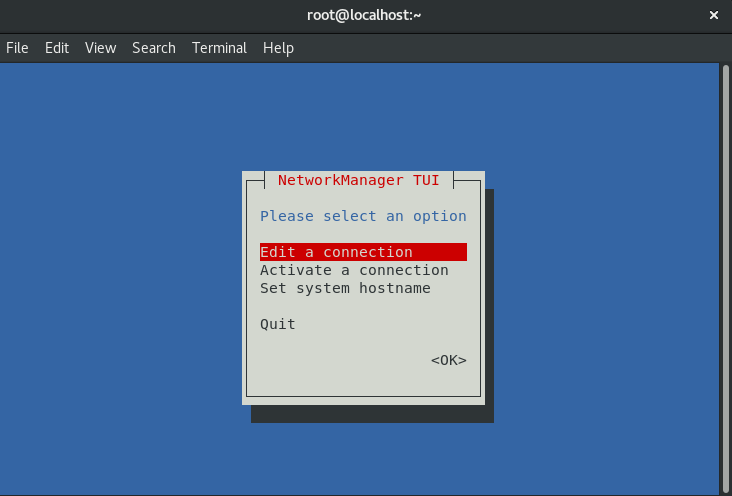 root@localhost:~
File Edit View Search Terminal Help
NetworkManager TUI
Please select an option
Edit a connection
Activate a connection
Set system hostname
Quit
<OK>